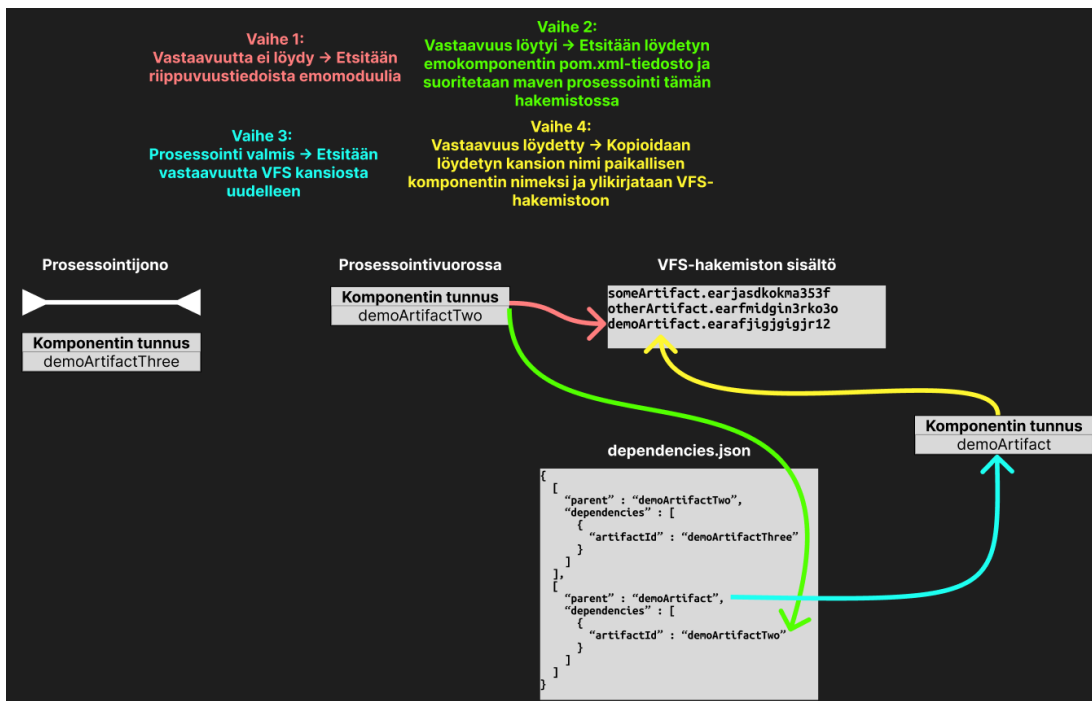 Vaihe 1:
Vastaavuutta ei löydy → Etsitään
riippuvuustiedoista emomoduulia
Vaihe 2:
Vastaavuus löytyi → Etsitään löydetyn
emokomponentin pom.xml-tiedosto ja
suoritetaan maven prosessointi tämän
hakemistossa
Vaihe 3:
Prosessointi valmis → Etsitään
vastaavuutta VFS kansiosta
uudelleen
Vaihe 4:
Vastaavuus löydetty → Kopioidaan
löydetyn kansion nimi paikallisen
komponentin nimeksi ja ylikirjataan VFS-
hakemistoon
Prosessointijono
Komponentin tunnus
demoArtifactThree
Prosessointivuorossa
Komponentin tunnus
demoArtifactTwo
VFS-hakemiston sisältö
someArtifact.earjasdkokma353f
otherArtifact.earfmidgin3rko3o
demoArtifact.earafjigjgigjr12
Komponentin tunnus
demoArtifact
dependencies.json
{
[
“parent” : “demoArtifactTwo”,
“dependencies” : [
{
“artifactId” : “demoArtifactThree”
}
]
],
[
“parent” : “demoArtifact”,
“dependencies” : [
{
“artifactId” : “demoArtifactTwo”
}
]
]
}